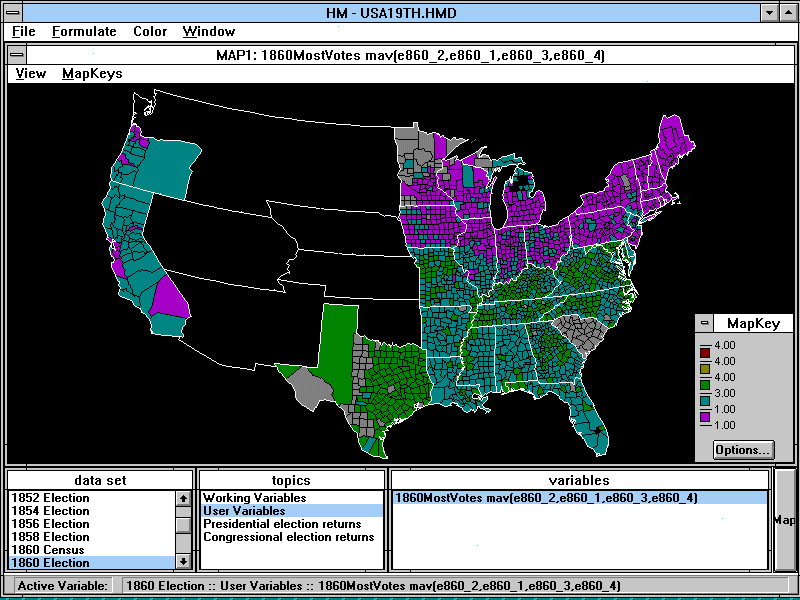 HM - USA19TH.HMD
File Formulate Color Window
MAP1: 1860MostVotes mav(e860_2,e860_1,e860_3,e860_4)
View MapKeys
MapKey
4.00
4.00
4.00
3.00
1.00
1.00
Options...
data set
1852 Election
1854 Election
1856 Election
1858 Election
1860 Census
1860 Election
topics
Working Variables
User Variables
Presidential election returns
Congressional election returns
variables
1860MostVotes mav(e860_2,e860_1,e860_3,e860_4)
Map
Active Variable: 1860 Election :: User Variables :: 1860MostVotes mav(e860_2,e860_1,e860_3,e860_4)